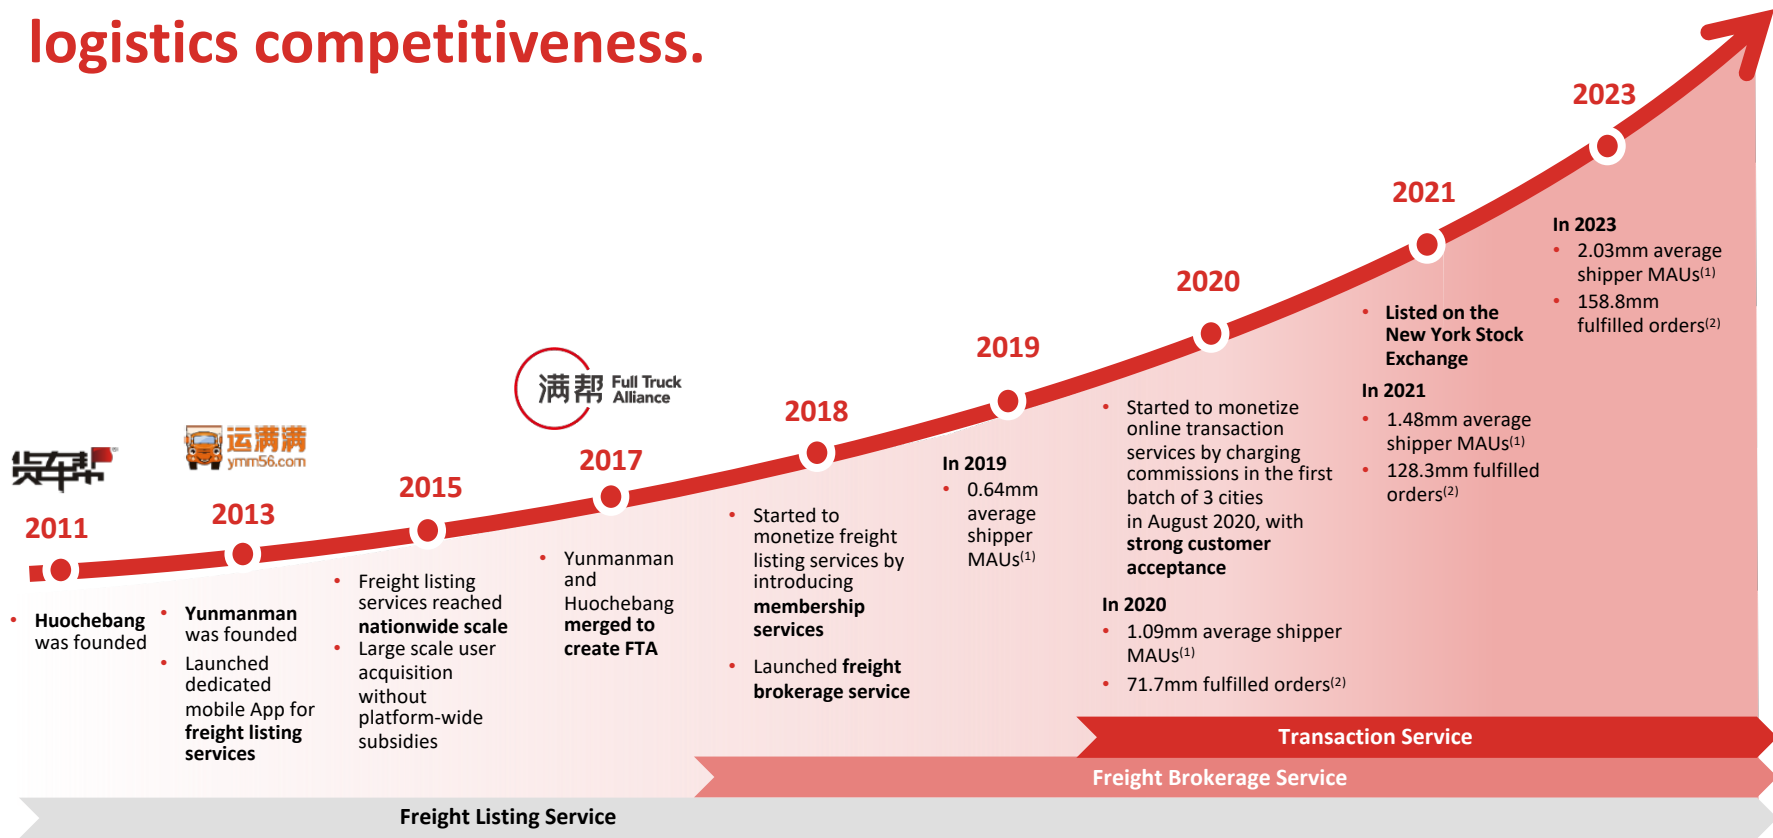 logistics competitiveness.
货车帮
2011
• Huochebang
was founded
运满满
ymm56.com
2013
• Yunmanman
was founded
• Launched
dedicated
mobile App for
freight listing
services
2015
• Freight listing
services reached
nationwide scale
• Large scale user
acquisition
without
platform-wide
subsidies
满帮 Full Truck
Alliance
2017
• Yunmanman
and
Huochebang
merged to
create FTA
2018
• Started to
monetize freight
listing services by
introducing
membership
services
• Launched freight
brokerage service
2019
In 2019
• 0.64mm
average
shipper
MAUs(1)
2020
• Started to monetize
online transaction
services by charging
commissions in the first
batch of 3 cities
in August 2020, with
strong customer
acceptance
In 2020
• 1.09mm average shipper
MAUs(1)
• 71.7mm fulfilled orders(2)
2021
• Listed on the
New York Stock
Exchange
In 2021
• 1.48mm average
shipper MAUs(1)
• 128.3mm fulfilled
orders(2)
2023
In 2023
• 2.03mm average
shipper MAUs(1)
• 158.8mm
fulfilled orders(2)
Transaction Service
Freight Brokerage Service
Freight Listing Service